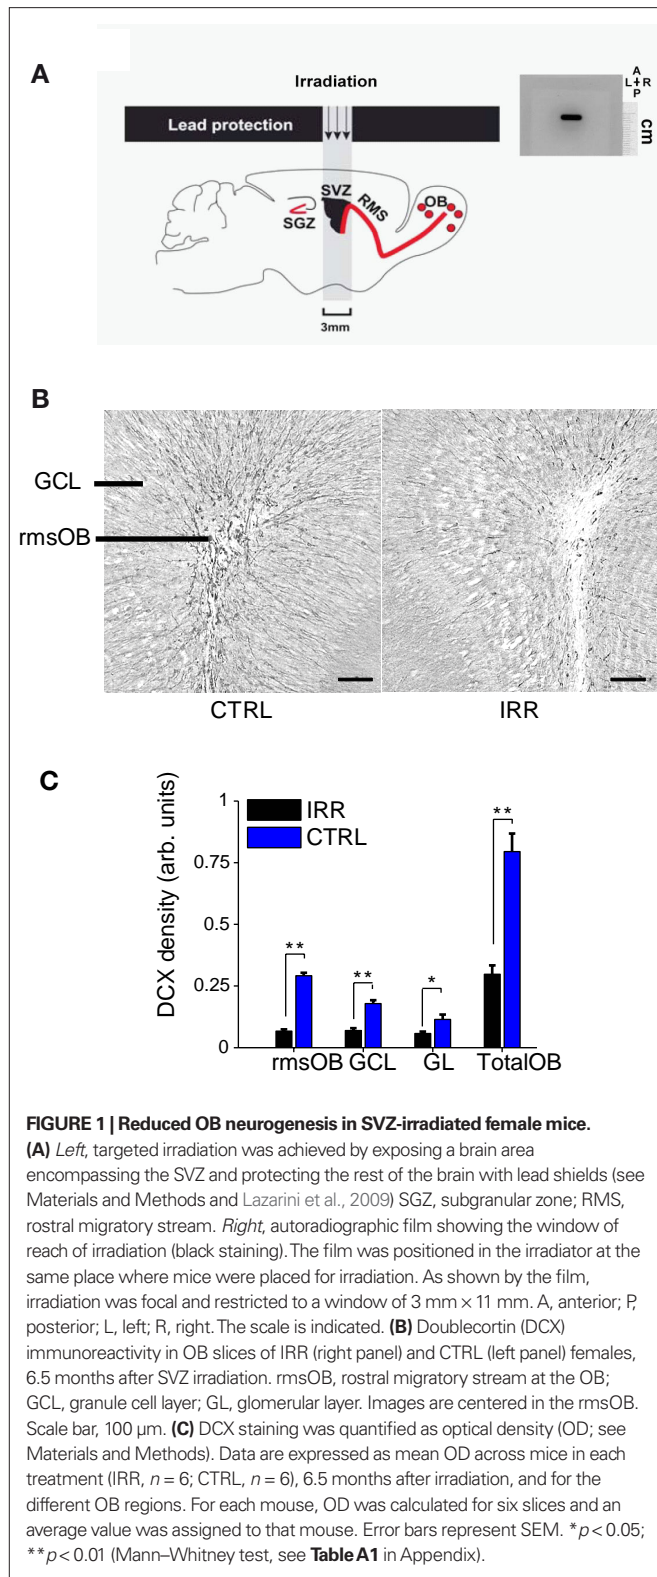 A
Irradiation
A
L + R
P
Lead protection
cm
SVZ
RMS
OB
SGZ
3mm
B
GCL
rmsOB
CTRL
IRR
C
DCX density (arb. units)
1
0.75
0.5
0.25
0
IRR
CTRL
**
**
*
**
rmsOB GCL GL TotalOB
FIGURE 1 | Reduced OB neurogenesis in SVZ-irradiated female mice.
(A) Left, targeted irradiation was achieved by exposing a brain area
encompassing the SVZ and protecting the rest of the brain with lead shields (see
Materials and Methods and Lazarini et al., 2009) SGZ, subgranular zone; RMS,
rostral migratory stream. Right, autoradiographic film showing the window of
reach of irradiation (black staining). The film was positioned in the irradiator at the
same place where mice were placed for irradiation. As shown by the film,
irradiation was focal and restricted to a window of 3 mm × 11 mm. A, anterior; P,
posterior; L, left; R, right. The scale is indicated. (B) Doublecortin (DCX)
immunoreactivity in OB slices of IRR (right panel) and CTRL (left panel) females,
6.5 months after SVZ irradiation. rmsOB, rostral migratory stream at the OB;
GCL, granule cell layer; GL, glomerular layer. Images are centered in the rmsOB.
Scale bar, 100 µm. (C) DCX staining was quantified as optical density (OD; see
Materials and Methods). Data are expressed as mean OD across mice in each
treatment (IRR, n = 6; CTRL, n = 6), 6.5 months after irradiation, and for the
different OB regions. For each mouse, OD was calculated for six slices and an
average value was assigned to that mouse. Error bars represent SEM. *p < 0.05;
**p < 0.01 (Mann–Whitney test, see Table A1 in Appendix).